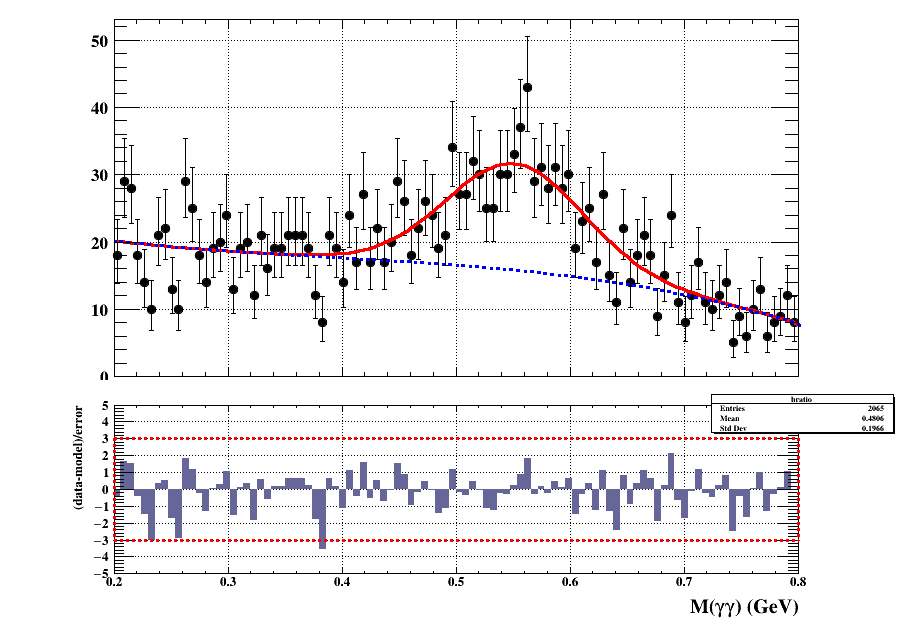 50
40
30
20
10
0
hratio
Entries 2065
Mean 0.4806
Std Dev 0.1966
(data-model)/error
5
4
3
2
1
0
−1
−2
−3
−4
−5
0.2 0.3 0.4 0.5 0.6 0.7 0.8
M(γγ) (GeV)